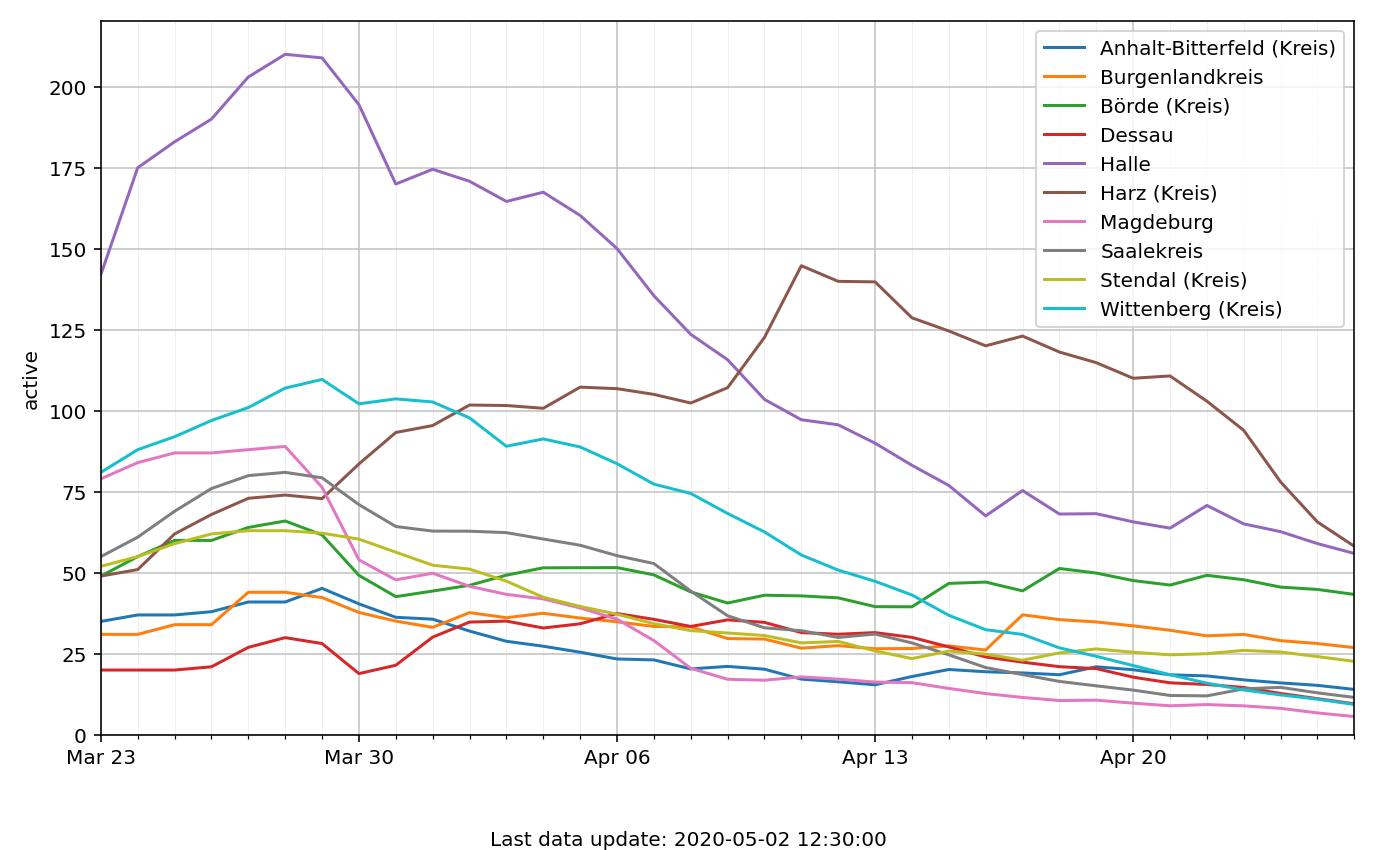 200
175
150
125
100
75
50
25
0
active
Mar 23
Mar 30
Apr 06
Apr 13
Apr 20
Anhalt-Bitterfeld (Kreis)
Burgenlandkreis
Börde (Kreis)
Dessau
Halle
Harz (Kreis)
Magdeburg
Saalekreis
Stendal (Kreis)
Wittenberg (Kreis)
Last data update: 2020-05-02 12:30:00